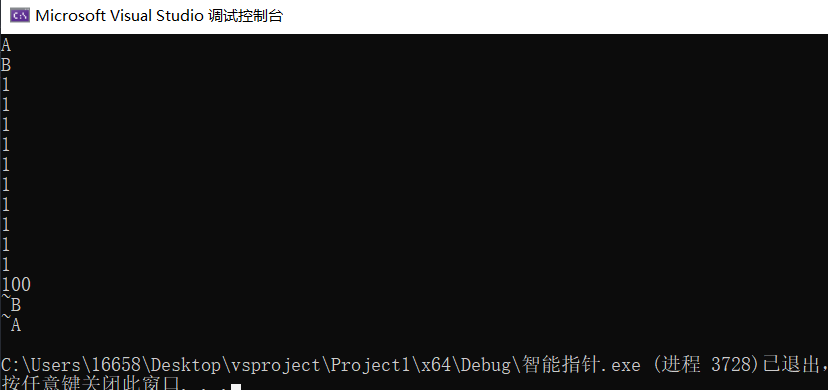 Microsoft Visual Studio 调试控制台
A
B
1
1
1
1
1
1
1
1
1
1
100
~B
~A
C:\Users\16658\Desktop\vsproject\Project1\x64\Debug\智能指针.exe (进程 3728)已退出，
按任意键关闭此窗口. . .